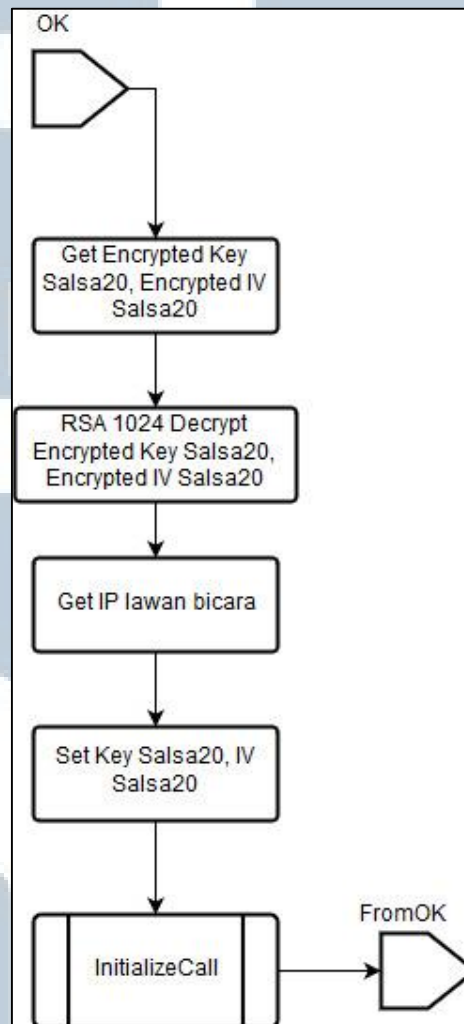 OK
Get Encrypted Key
Salsa20, Encrypted IV
Salsa20
RSA 1024 Decrypt
Encrypted Key Salsa20,
Encrypted IV Salsa20
Get IP lawan bicara
Set Key Salsa20, IV
Salsa20
FromOK
InitializeCall